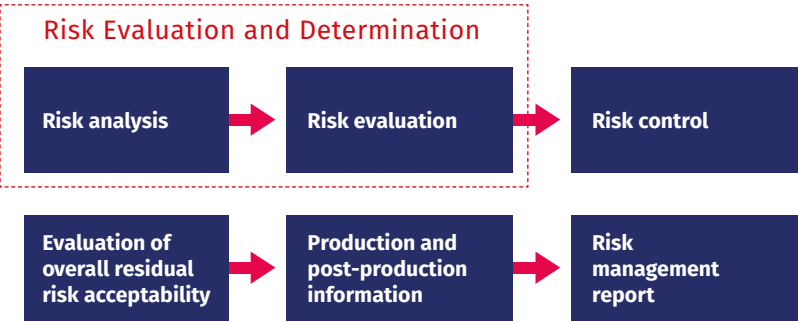 Risk Evaluation and Determination
Risk analysis
Risk evaluation
Risk control
Evaluation of
overall residual
risk acceptability
Production and
post-production
information
Risk
management
report